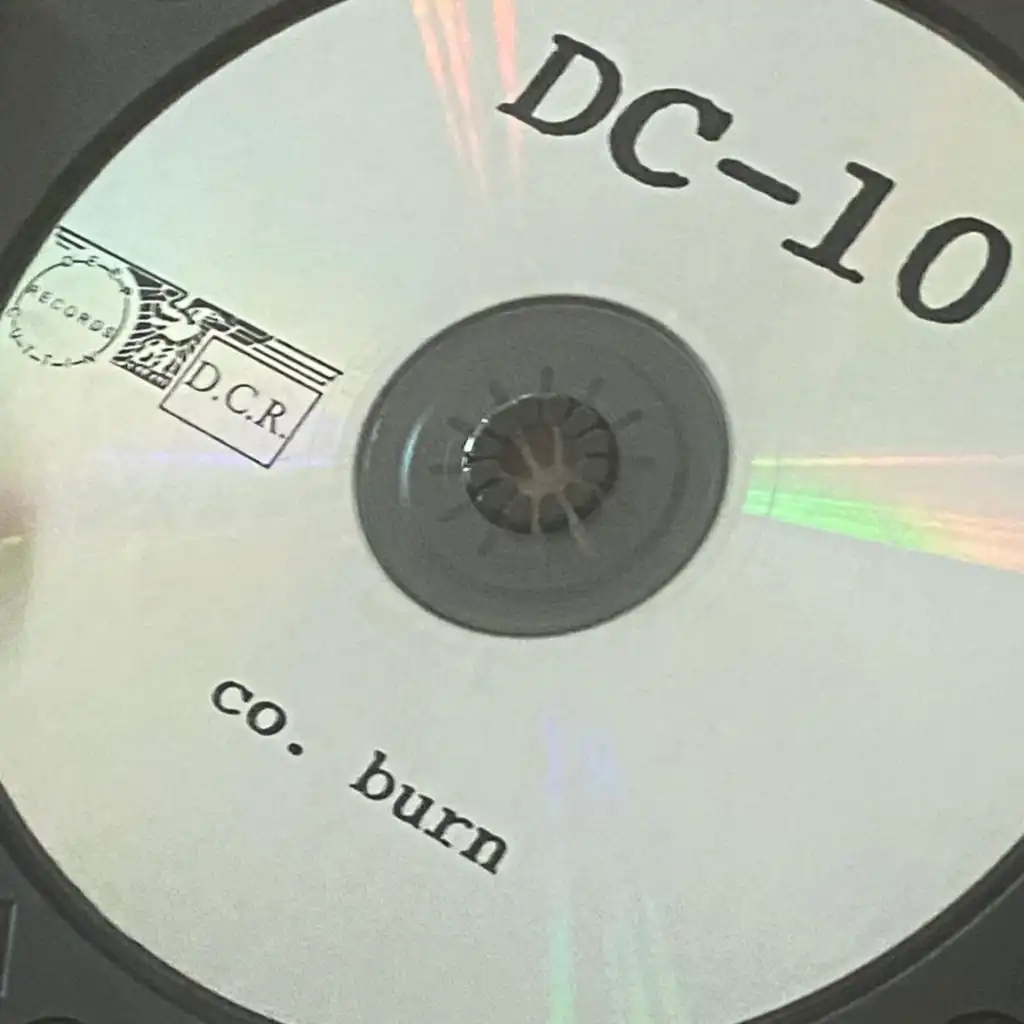 DC-10
RECORDS
D.C.R.
co. burn